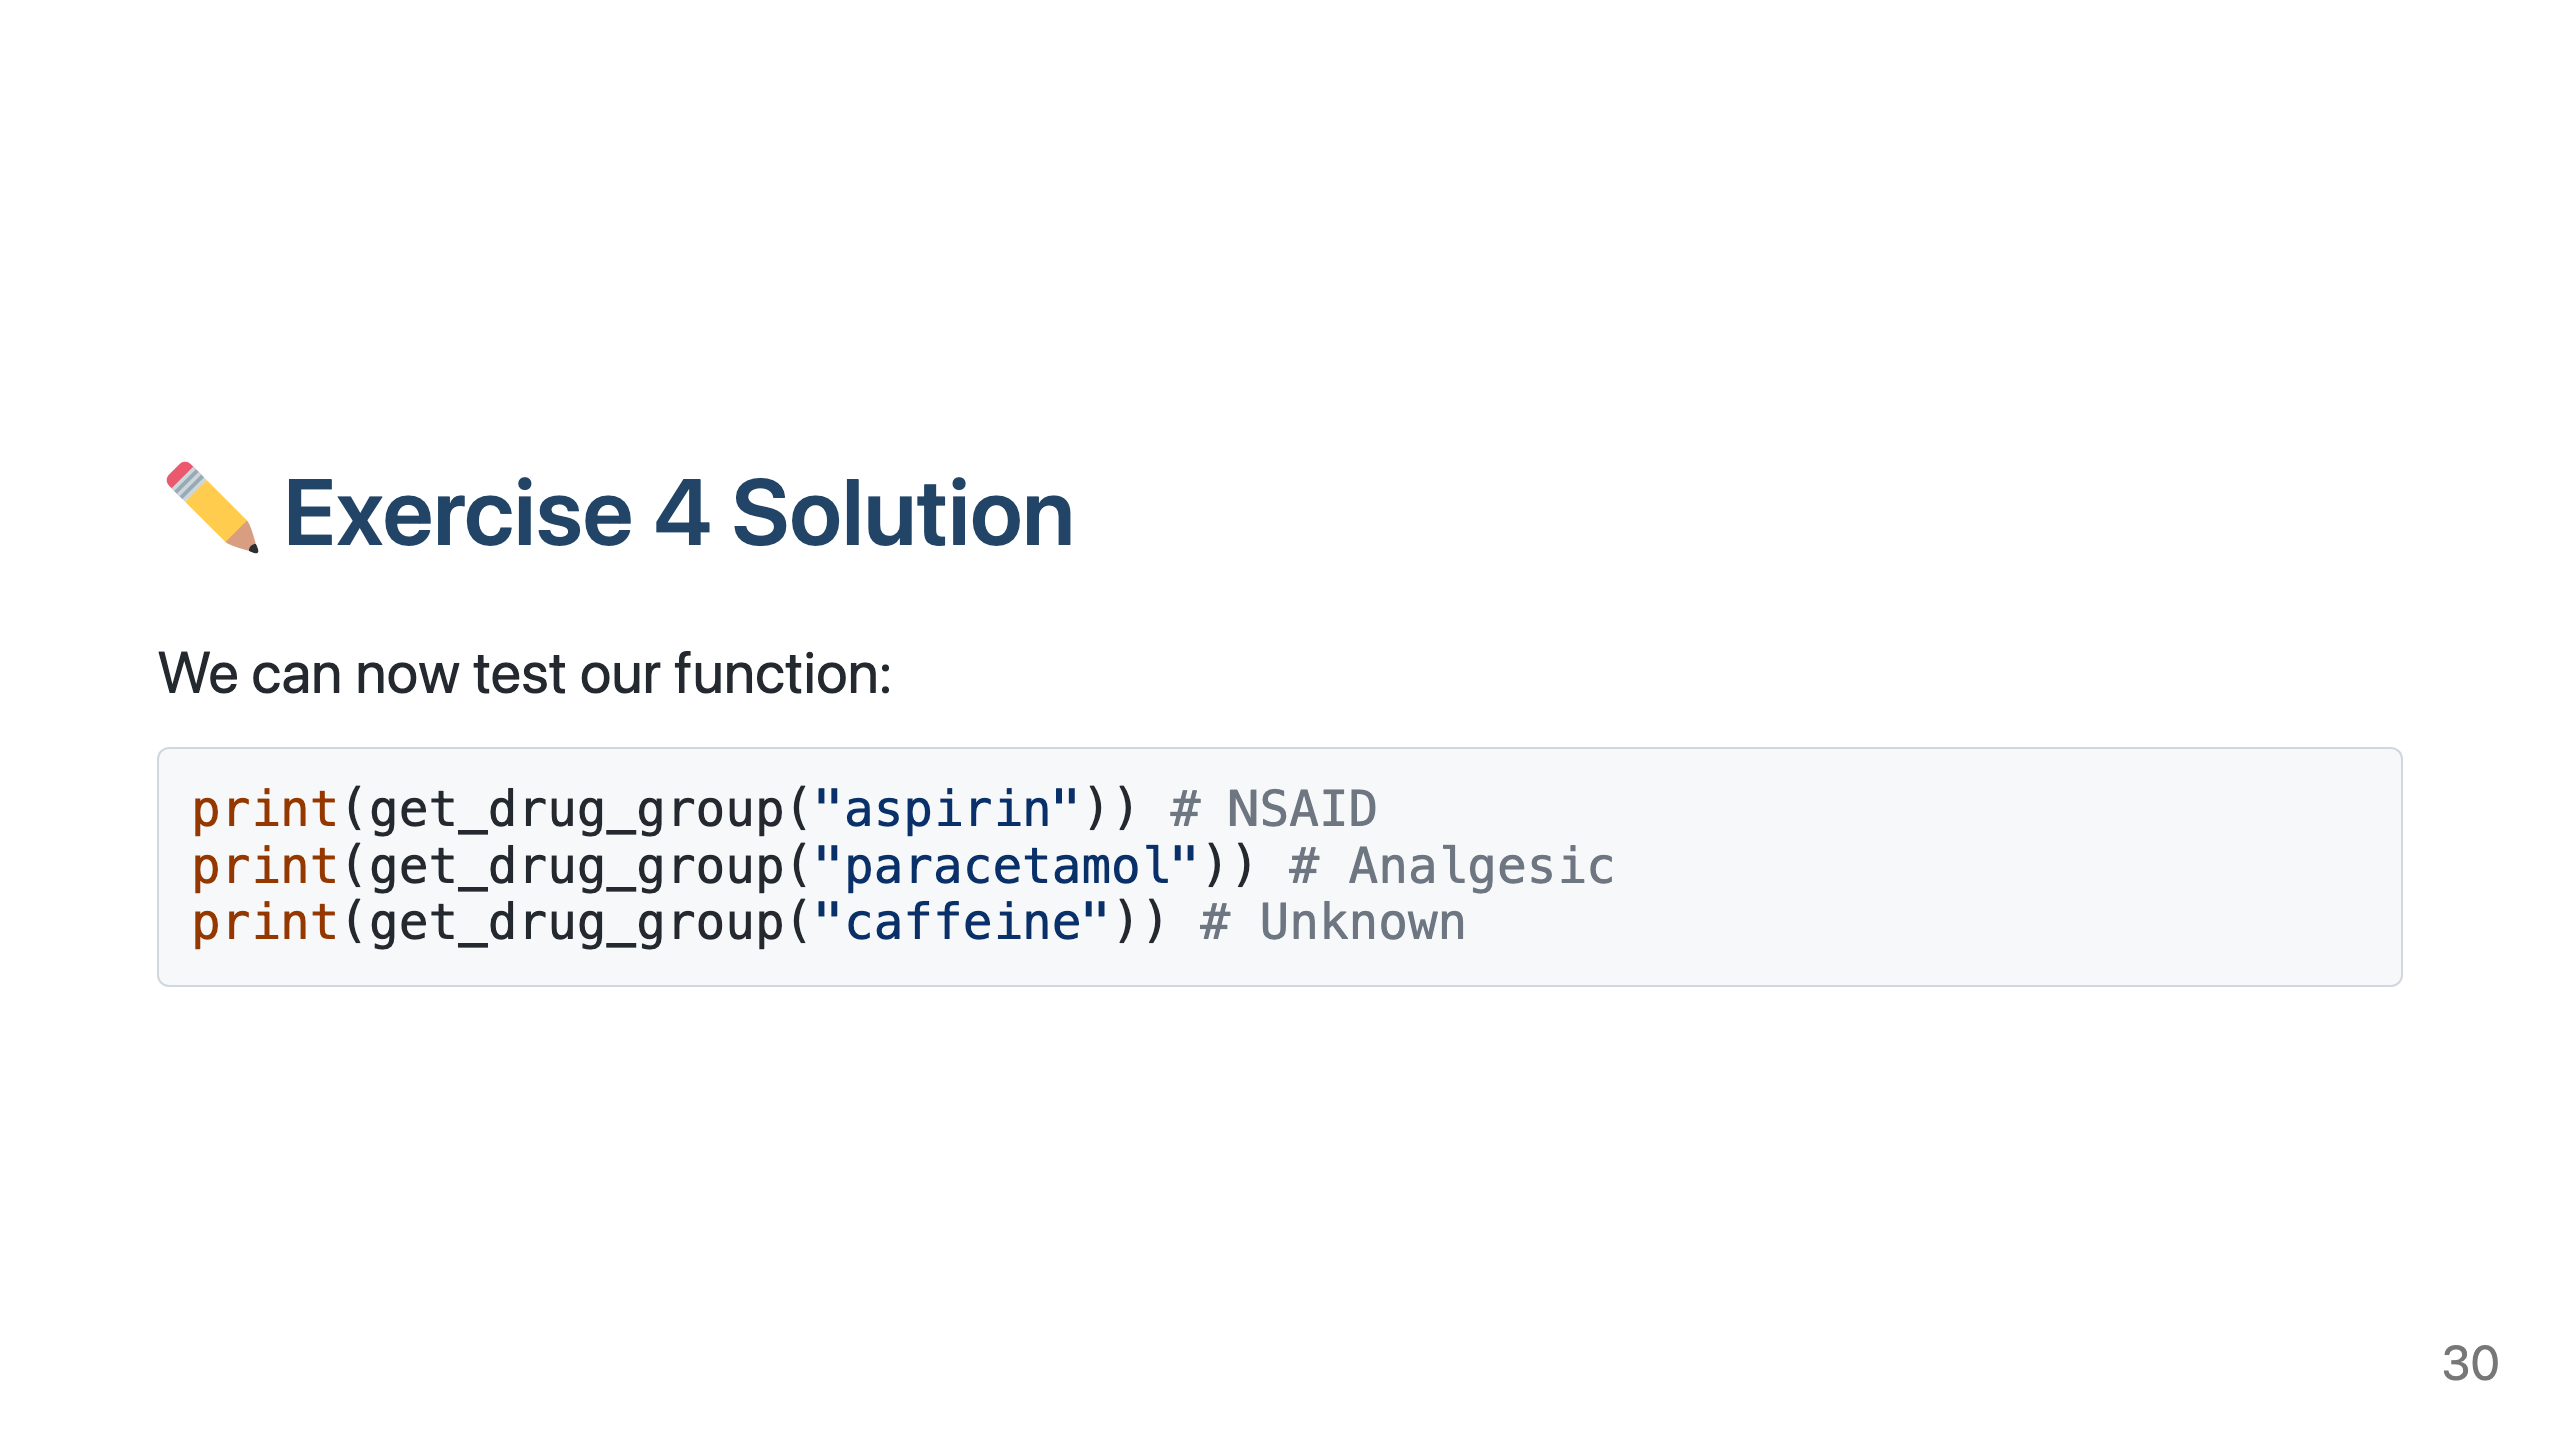 Exercise 4 Solution
We can now test our function:
print(get_drug_group("aspirin")) # NSAID
print(get_drug_group("paracetamol")) # Analgesic
print(get_drug_group("caffeine")) # Unknown
30